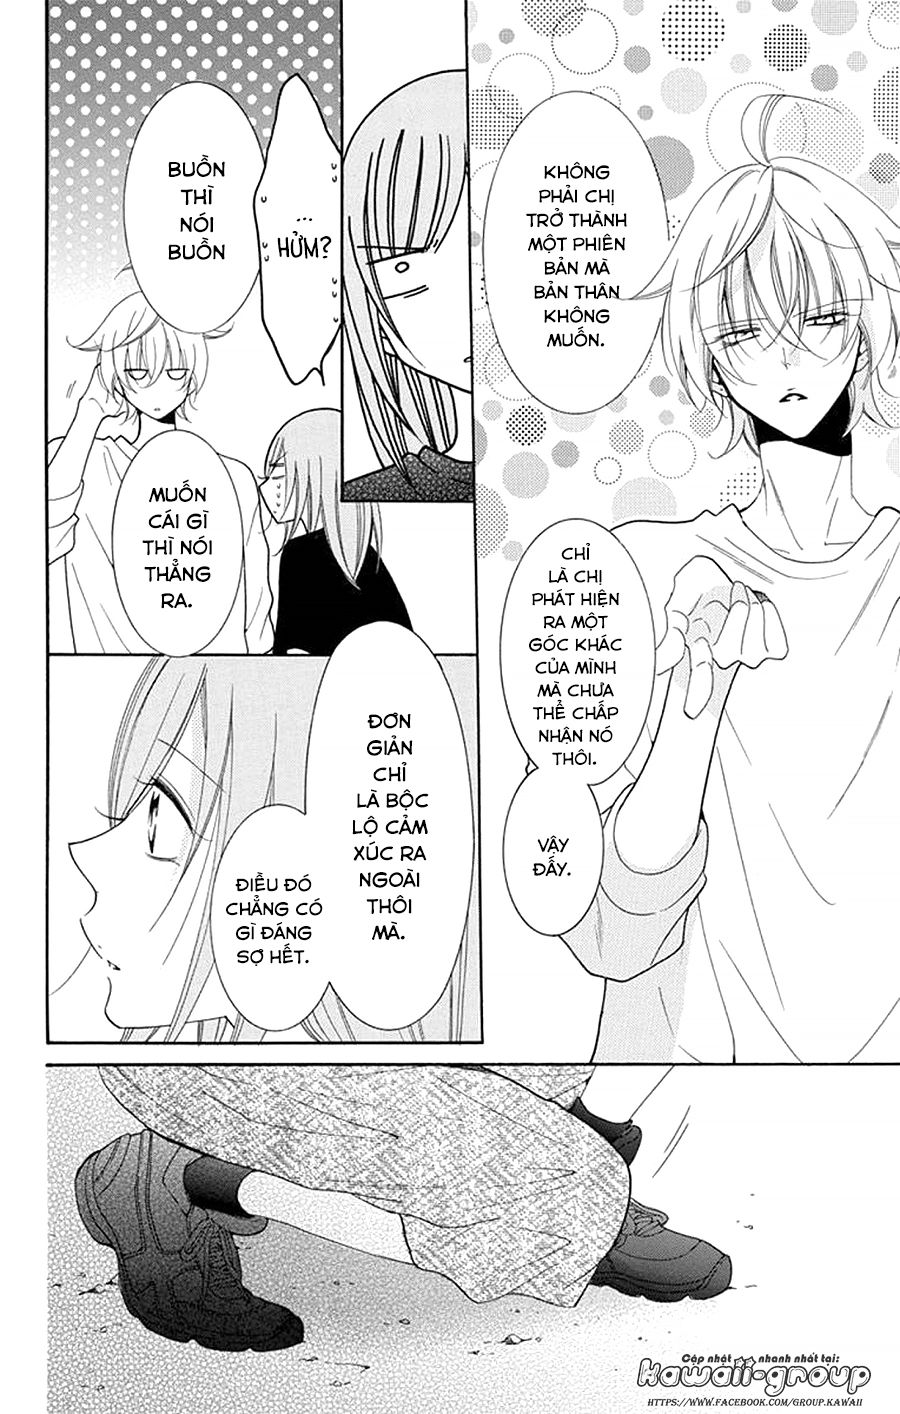 KHÔNG
PHẢI CHỊ
TRỞ THÀNH
MỘT PHIÊN
BẢN MÀ
BẢN THÂN
KHÔNG
MUỐN.
CHỈ
LÀ CHỊ
PHÁT HIỆN
RA MỘT
GÓC KHÁC
CỦA MÌNH
MÀ CHƯA
THỂ CHẤP
NHẬN NÓ
THÔI.
VẬY
ĐẤY.
...
HỬM?
BUỒN
THÌ
NÓI
BUỒN
MUỐN
CÁI GÌ
THÌ NÓI
THẲNG
RA.
ĐƠN
GIẢN
CHỈ
LÀ BỘC
LỘ CẢM
XÚC RA
NGOÀI
THÔI
MÀ.
ĐIỀU ĐÓ
CHẲNG CÓ
GÌ ĐÁNG
SỢ HẾT.
Cập nhật nhanh nhất tại:
kawaii-group
HTTPS://WWW.FACEBOOK.COM/GROUP.KAWAII